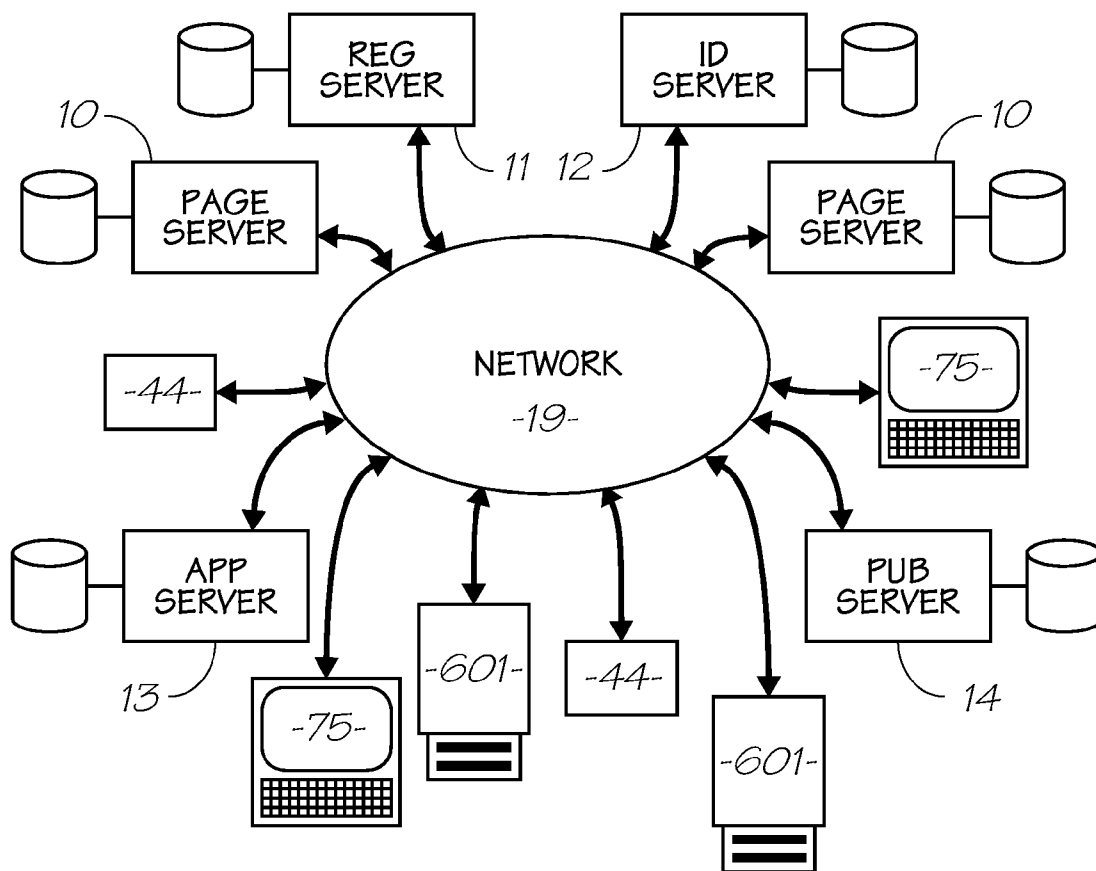 REG
SERVER
ID
SERVER
10
11
12
10
PAGE
SERVER
PAGE
SERVER
NETWORK
-19-
-44-
-75-
APP
SERVER
PUB
SERVER
-601-
-44-
13
14
-75-
-601-